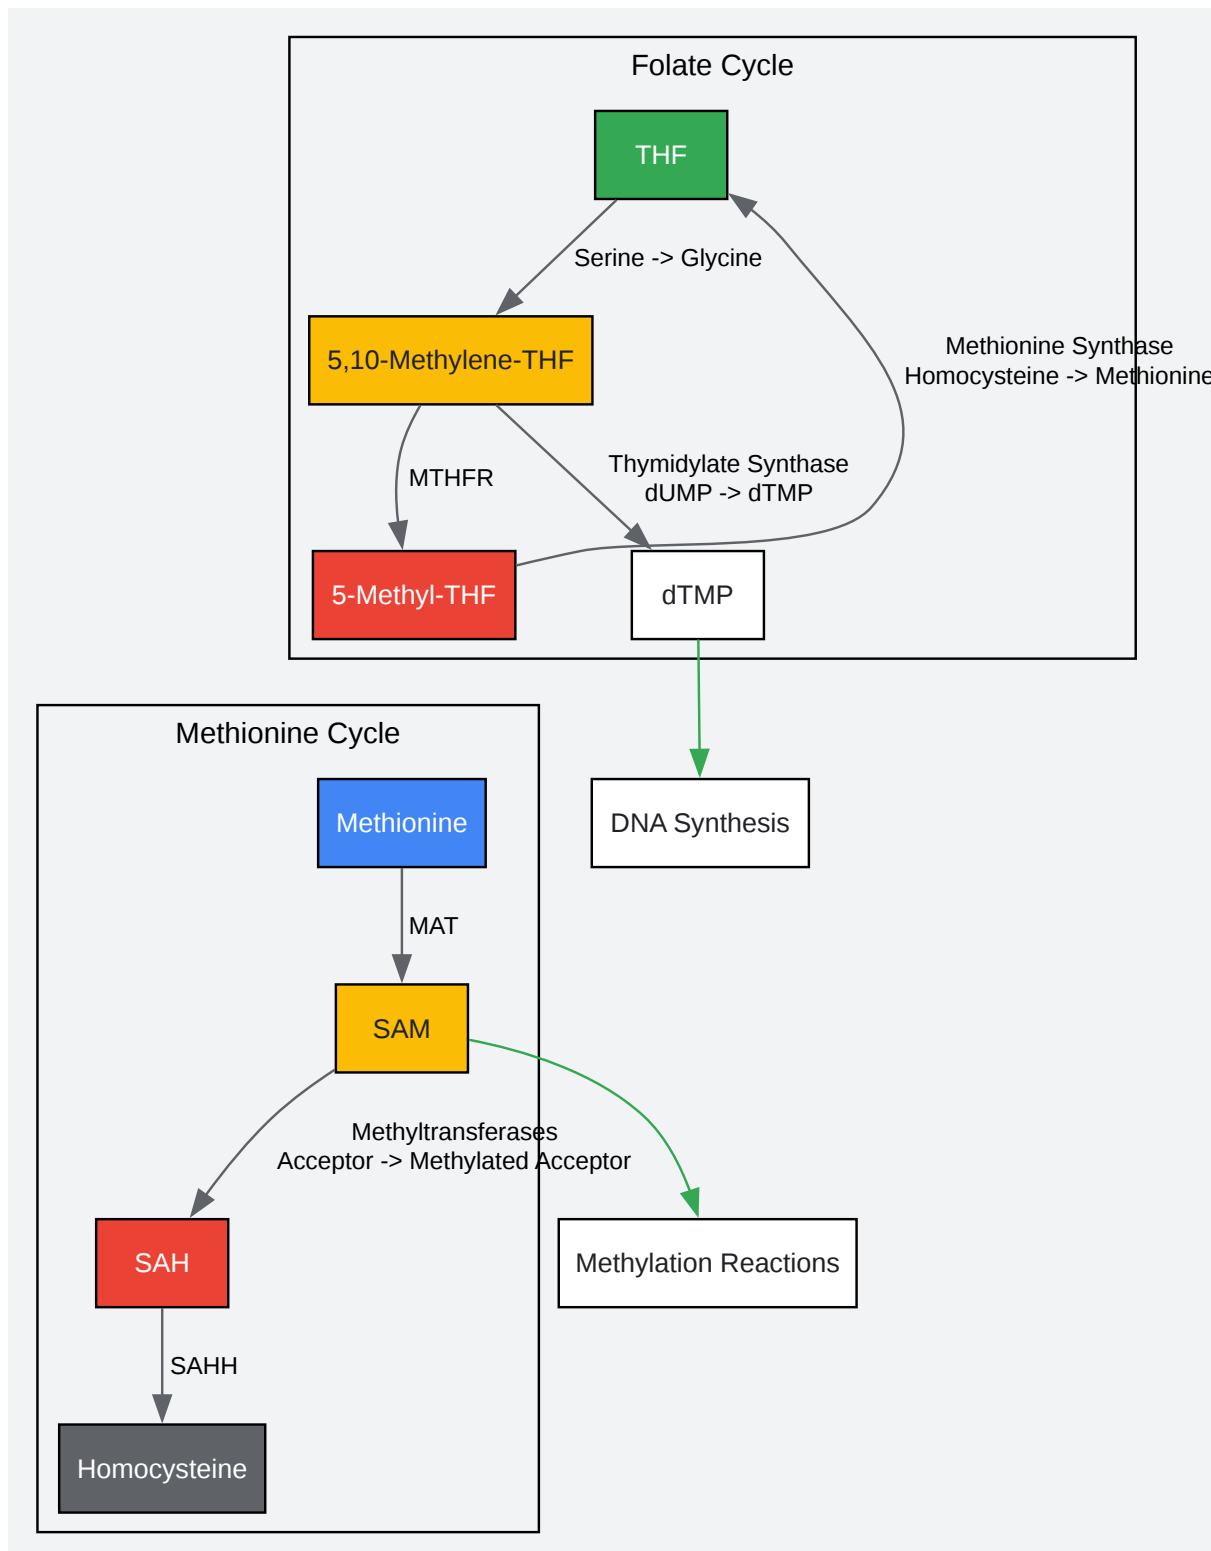 Folate Cycle
THF
Serine -> Glycine
5,10-Methylene-THF
Methionine Synthase
Homocysteine -> Methionine
MTHFR
Thymidylate Synthase
dUMP -> dTMP
5-Methyl-THF
dTMP
Methionine Cycle
Methionine
DNA Synthesis
MAT
SAM
Methyltransferases
Acceptor -> Methylated Acceptor
SAH
Methylation Reactions
SAHH
Homocysteine